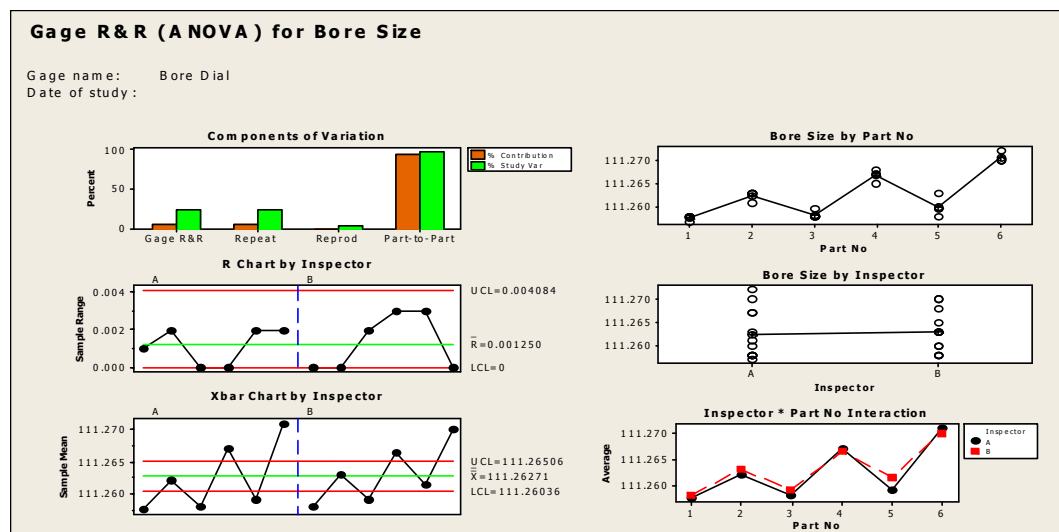 Gage R&R (ANOVA) for Bore Size
Gage name: Bore Dial
Date of study:
Components of Variation
Percent
100
50
0
Gage R&R Repeat Reprod Part-to-Part
% Contribution
% Study Var
R Chart by Inspector
A B
Sample Range
0.004
0.002
0.000
UCL=0.004084
R=0.001250
LCL=0
Xbar Chart by Inspector
A B
Sample Mean
111.270
111.265
111.260
UCL=111.26506
X=111.26271
LCL=111.26036
Bore Size by Part No
111.270
111.265
111.260
1 2 3 4 5 6
Part No
Bore Size by Inspector
111.270
111.265
111.260
A B
Inspector
Inspector * Part No Interaction
Average
111.270
111.265
111.260
1 2 3 4 5 6
Part No
Inspector
A
B